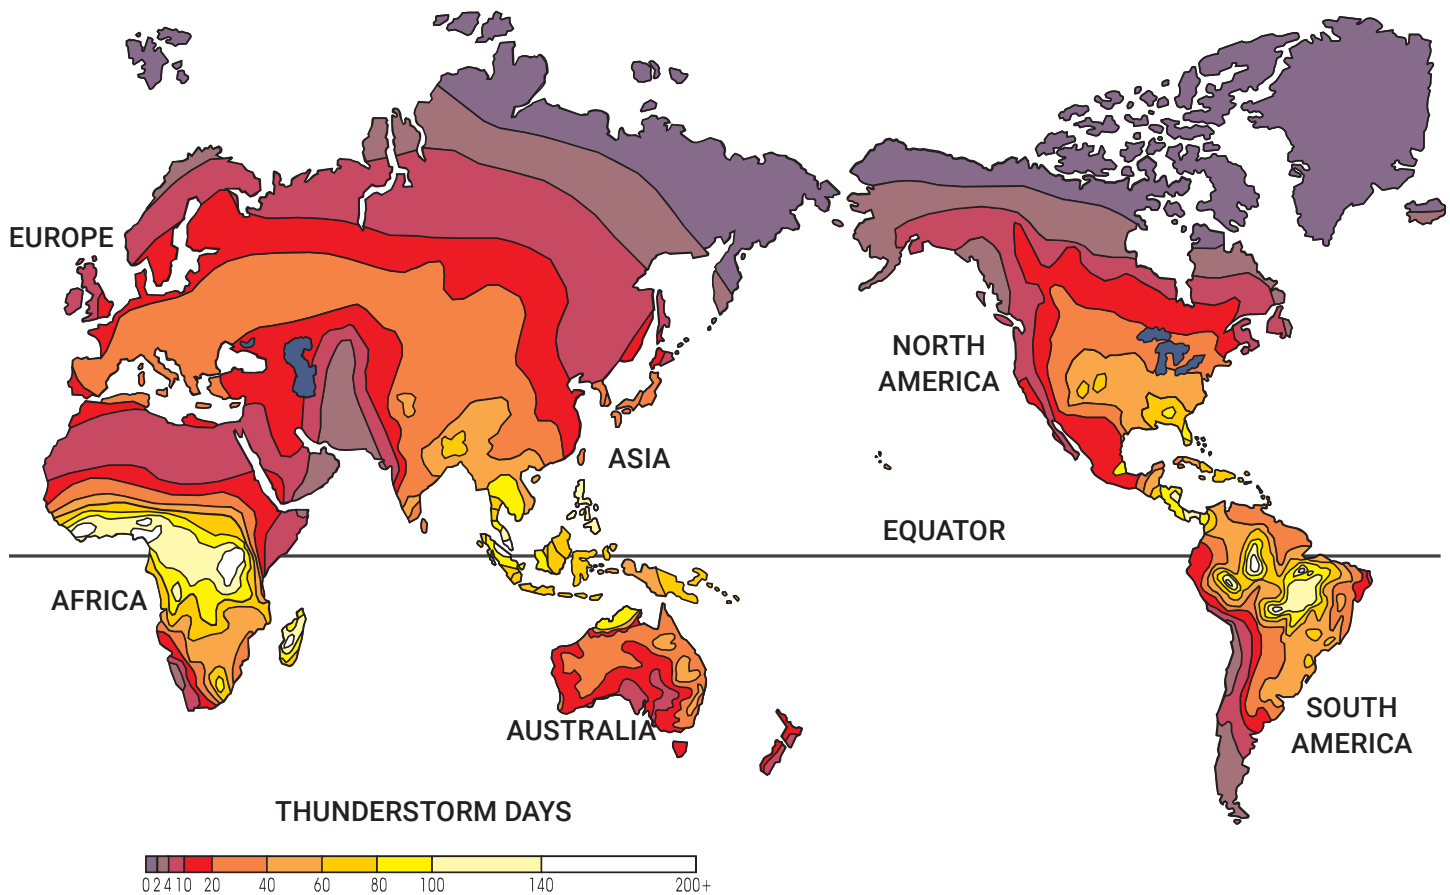 EUROPE
NORTH
AMERICA
ASIA
EQUATOR
AFRICA
SOUTH
AMERICA
AUSTRALIA
THUNDERSTORM DAYS
0 2 4 10 20 40 60 80 100 140 200+